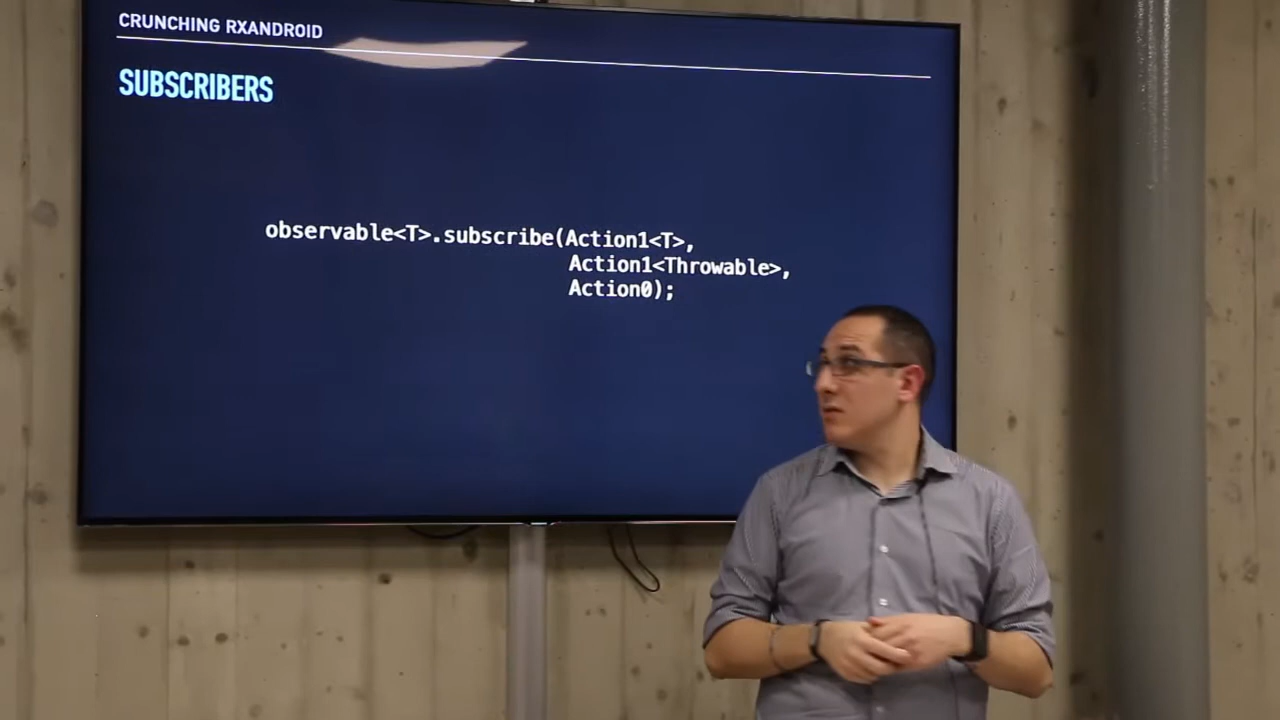 CRUNCHING RXANDROID
SUBSCRIBERS
observable<T>.subscribe(Action1<T>,
Action1<Throwable>,
Action0);